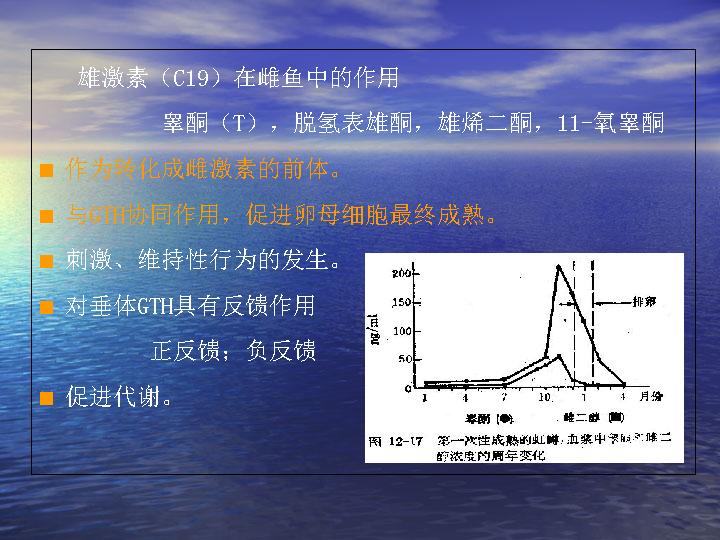 雄激素（C19）在雌鱼中的作用
睾酮（T），脱氢表雄酮，雄烯二酮，11-氧睾酮
■ 作为转化成雌激素的前体。
■ 与GTH协同作用，促进卵母细胞最终成熟。
■ 刺激、维持性行为的发生。
■ 对垂体GTH具有反馈作用
正反馈；负反馈
■ 促进代谢。
200
150
100
50
0
ng/ml
排卵
1 4 7 10 1 4 月份
睾酮 (●) 雌二醇 (■)
图 12-17 第一次性成熟的虹鳟，血浆中睾酮和雌二
醇浓度的周年变化